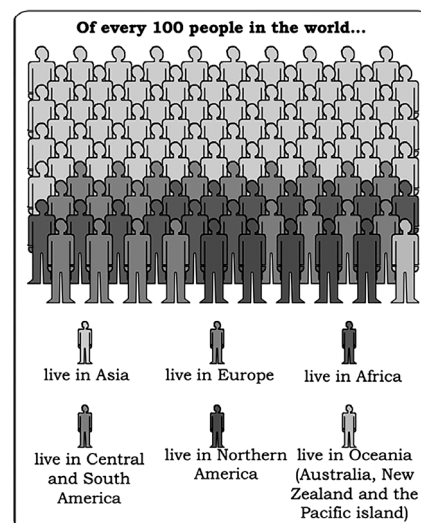 Of every 100 people in the world...
live in Asia
live in Europe
live in Africa
live in Central
and South
America
live in Northern
America
live in Oceania
(Australia, New
Zealand and the
Pacific island)